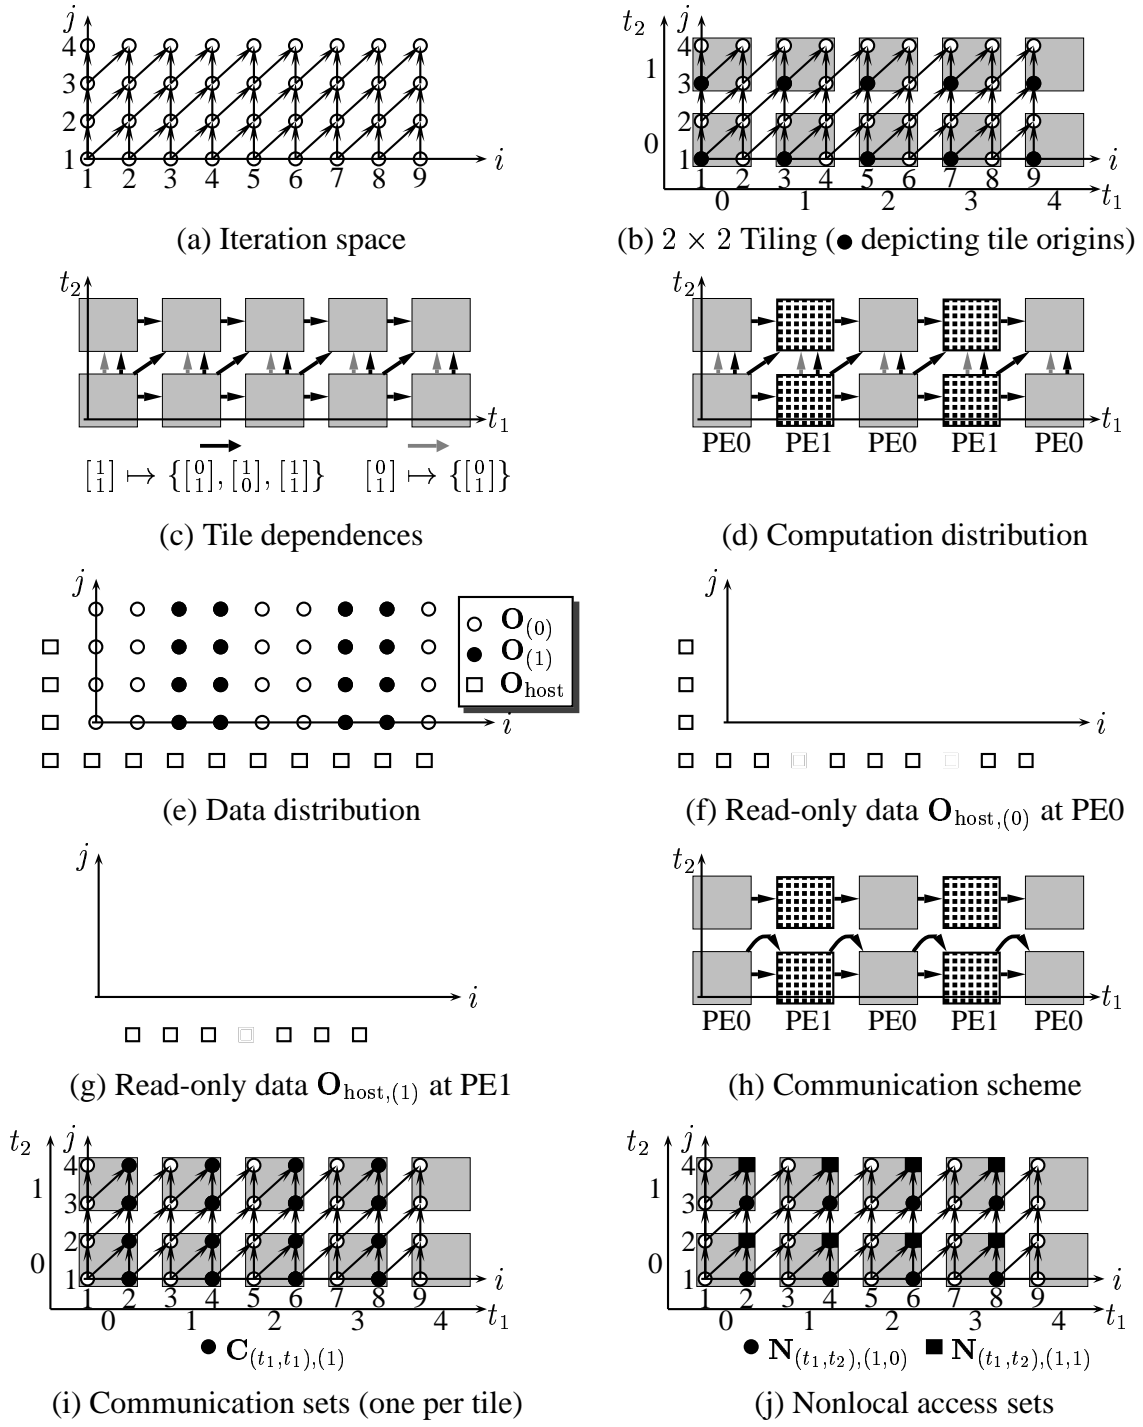 j
4
3
2
1
1 2 3 4 5 6 7 8 9
i
(a) Iteration space
t₂ j
4
1 3
2
0 1
1 2 3 4 5 6 7 8 9
i
0 1 2 3 4 t₁
(b) 2 × 2 Tiling (● depicting tile origins)
t₂
t₁
[1 1] ↦ {[0 1], [1 0], [1 1]} [0 1] ↦ {[0 1]}
(c) Tile dependences
t₂
t₁
PE0 PE1 PE0 PE1 PE0
(d) Computation distribution
j
i
○ O₍₀₎
● O₍₁₎
□ O_host
(e) Data distribution
j
i
(f) Read-only data O_host,(0) at PE0
j
i
(g) Read-only data O_host,(1) at PE1
t₂
t₁
PE0 PE1 PE0 PE1 PE0
(h) Communication scheme
t₂ j
4
1 3
2
0 1
1 2 3 4 5 6 7 8 9
i
0 1 2 3 4 t₁
● C_(t₁,t₁),(1)
(i) Communication sets (one per tile)
t₂ j
4
1 3
2
0 1
1 2 3 4 5 6 7 8 9
i
0 1 2 3 4 t₁
● N_(t₁,t₂),(1,0) ■ N_(t₁,t₂),(1,1)
(j) Nonlocal access sets